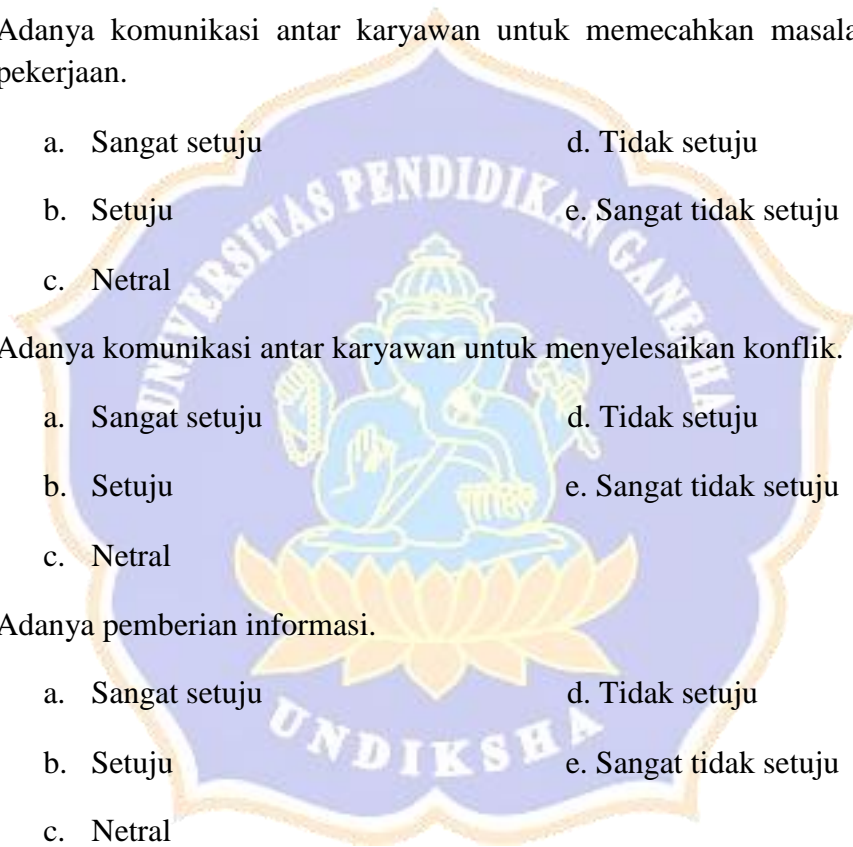 Adanya komunikasi antar karyawan untuk memecahkan masala
pekerjaan.
a. Sangat setuju d. Tidak setuju
b. Setuju e. Sangat tidak setuju
c. Netral
Adanya komunikasi antar karyawan untuk menyelesaikan konflik.
a. Sangat setuju d. Tidak setuju
b. Setuju e. Sangat tidak setuju
c. Netral
Adanya pemberian informasi.
a. Sangat setuju d. Tidak setuju
b. Setuju e. Sangat tidak setuju
c. Netral
UNIVERSITAS PENDIDIKAN GANESHA
UNDIKSHA